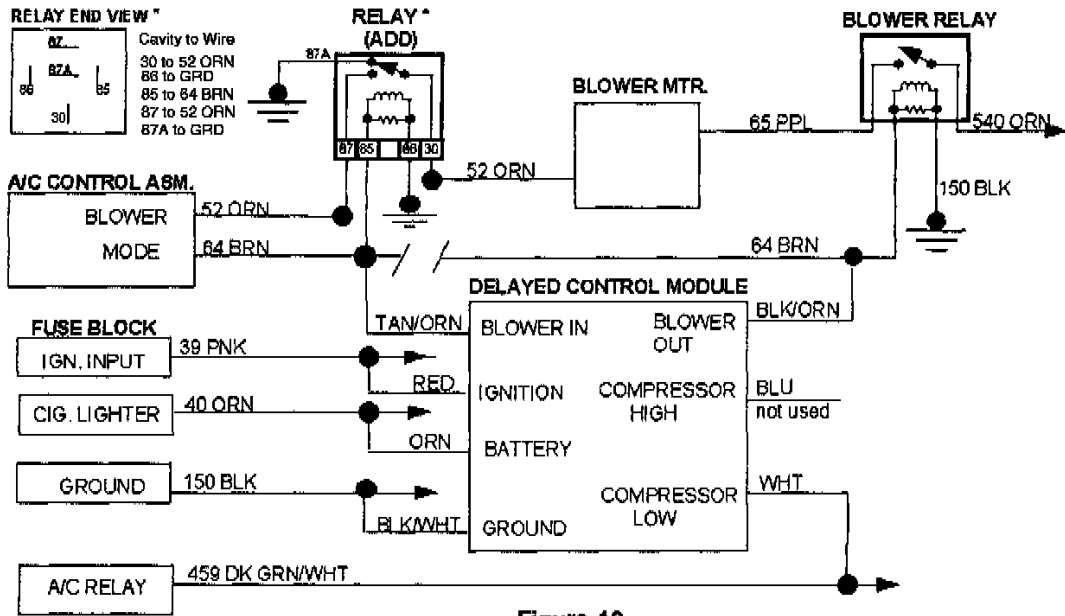 RELAY END VIEW *
87
87A
86
85
30
Cavity to Wire
30 to 52 ORN
86 to GRD
85 to 64 BRN
87 to 52 ORN
87A to GRD
RELAY *
(ADD)
87A
87 85 86 30
BLOWER MTR.
BLOWER RELAY
65 PPL
540 ORN
150 BLK
52 ORN
A/C CONTROL ASM.
BLOWER
MODE
52 ORN
64 BRN
64 BRN
DELAYED CONTROL MODULE
TAN/ORN
BLOWER IN
BLOWER
OUT
BLK/ORN
FUSE BLOCK
IGN. INPUT
39 PNK
RED
IGNITION
COMPRESSOR
HIGH
BLU
not used
CIG. LIGHTER
40 ORN
ORN
BATTERY
GROUND
150 BLK
BLK/WHT
GROUND
COMPRESSOR
LOW
WHT
A/C RELAY
459 DK GRN/WHT